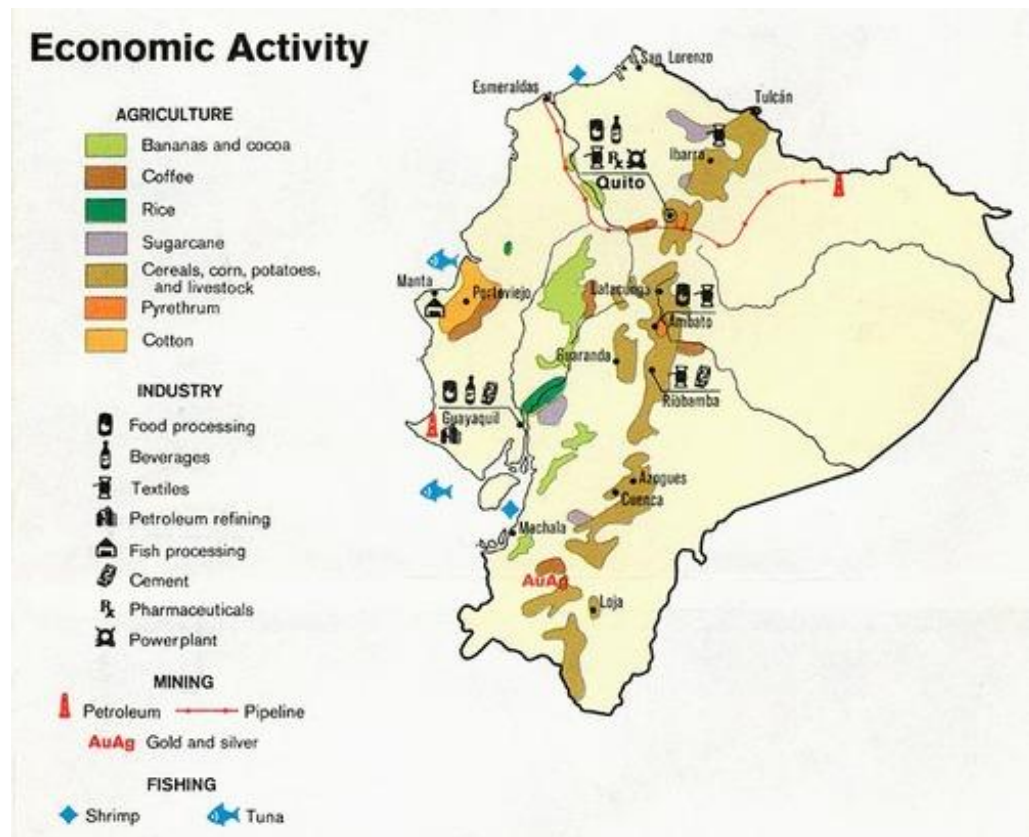 Economic Activity
AGRICULTURE
Bananas and cocoa
Coffee
Rice
Sugarcane
Cereals, corn, potatoes,
and livestock
Pyrethrum
Cotton
INDUSTRY
Food processing
Beverages
Textiles
Petroleum refining
Fish processing
Cement
Rx Pharmaceuticals
Powerplant
MINING
Petroleum
Pipeline
AuAg Gold and silver
FISHING
Shrimp
Tuna
San Lorenzo
Esmeraldas
Tulcán
Ibarra
Rx
Quito
Manta
Portoviejo
Latacunga
Ambato
Guaranda
Riobamba
Guayaquil
Azogues
Cuenca
Machala
AuAg
Loja